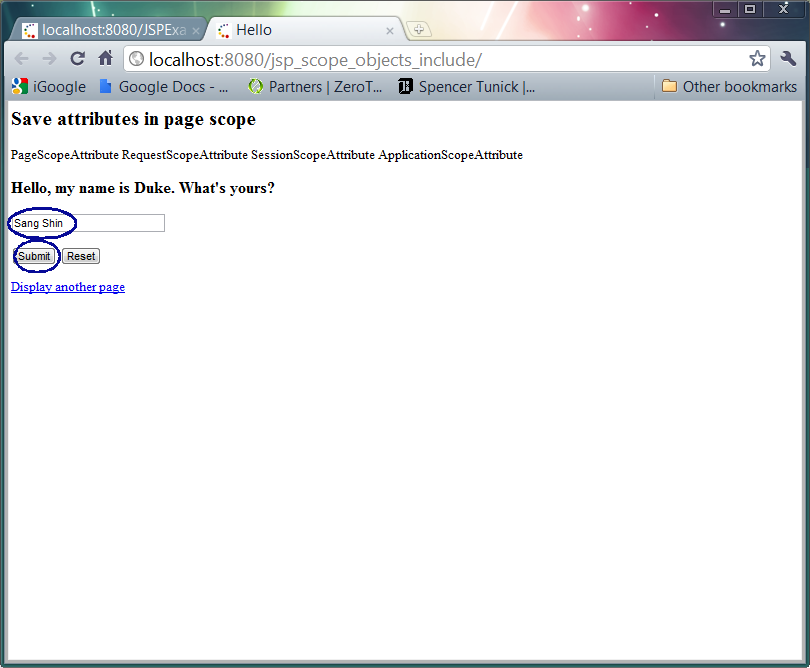 localhost:8080/JSPExa Hello
localhost:8080/jsp_scope_objects_include/
iGoogle Google Docs - ... Partners | ZeroT... Spencer Tunick |... Other bookmarks
Save attributes in page scope
PageScopeAttribute RequestScopeAttribute SessionScopeAttribute ApplicationScopeAttribute
Hello, my name is Duke. What's yours?
Sang Shin
Submit Reset
Display another page